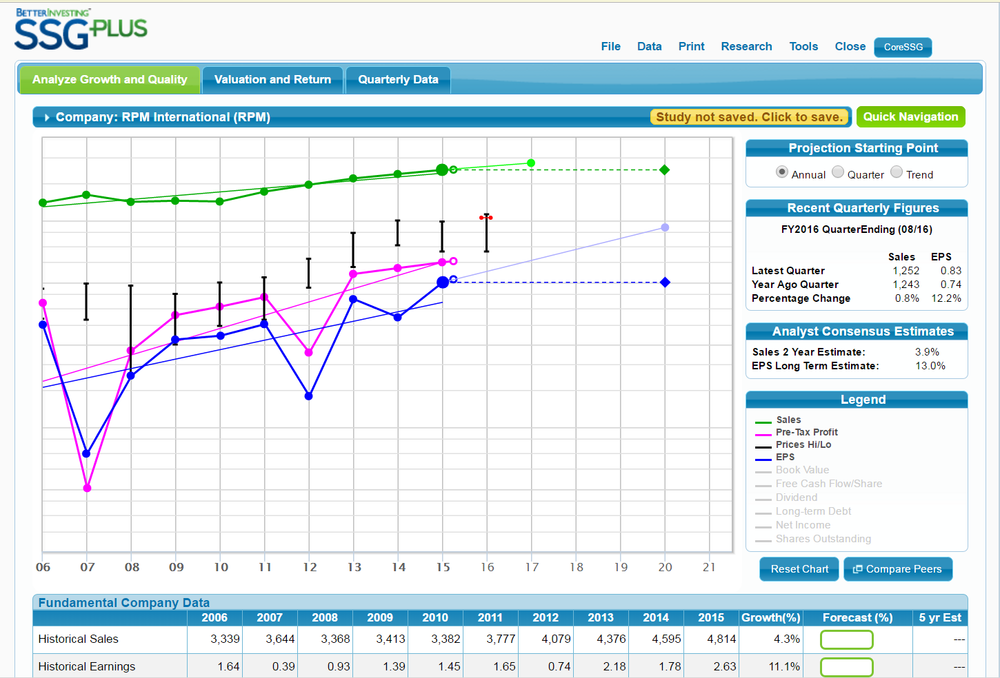 BETTERINVESTING™
SSG-PLUS
File Data Print Research Tools Close CoreSSG
Analyze Growth and Quality Valuation and Return Quarterly Data
Company: RPM International (RPM) Study not saved. Click to save. Quick Navigation
Projection Starting Point
Annual Quarter Trend
Recent Quarterly Figures
FY2016 QuarterEnding (08/16)
Sales EPS
Latest Quarter 1,252 0.83
Year Ago Quarter 1,243 0.74
Percentage Change 0.8% 12.2%
Analyst Consensus Estimates
Sales 2 Year Estimate: 3.9%
EPS Long Term Estimate: 13.0%
Legend
Sales
Pre-Tax Profit
Prices Hi/Lo
EPS
Book Value
Free Cash Flow/Share
Dividend
Long-term Debt
Net Income
Shares Outstanding
06 07 08 09 10 11 12 13 14 15 16 17 18 19 20 21
Reset Chart Compare Peers
Fundamental Company Data
2006 2007 2008 2009 2010 2011 2012 2013 2014 2015 Growth(%) Forecast (%) 5 yr Est
Historical Sales 3,339 3,644 3,368 3,413 3,382 3,777 4,079 4,376 4,595 4,814 4.3% ---
Historical Earnings 1.64 0.39 0.93 1.39 1.45 1.65 0.74 2.18 1.78 2.63 11.1% ---